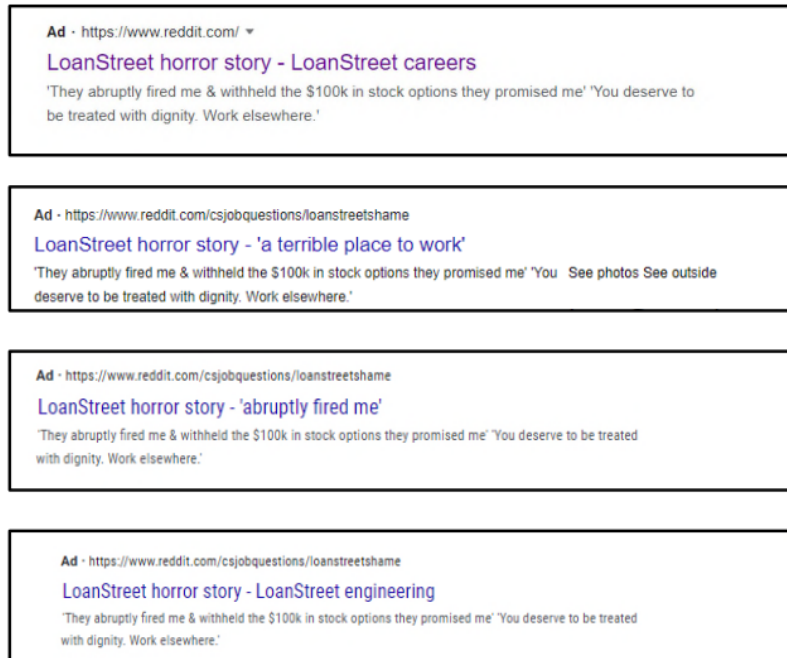 Ad · https://www.reddit.com/
LoanStreet horror story - LoanStreet careers
'They abruptly fired me & withheld the $100k in stock options they promised me' 'You deserve to
be treated with dignity. Work elsewhere.'
Ad · https://www.reddit.com/csjobquestions/loanstreetshame
LoanStreet horror story - 'a terrible place to work'
'They abruptly fired me & withheld the $100k in stock options they promised me' 'You See photos See outside
deserve to be treated with dignity. Work elsewhere.'
Ad · https://www.reddit.com/csjobquestions/loanstreetshame
LoanStreet horror story - 'abruptly fired me'
'They abruptly fired me & withheld the $100k in stock options they promised me' 'You deserve to be treated
with dignity. Work elsewhere.'
Ad · https://www.reddit.com/csjobquestions/loanstreetshame
LoanStreet horror story - LoanStreet engineering
'They abruptly fired me & withheld the $100k in stock options they promised me' 'You deserve to be treated
with dignity. Work elsewhere.'